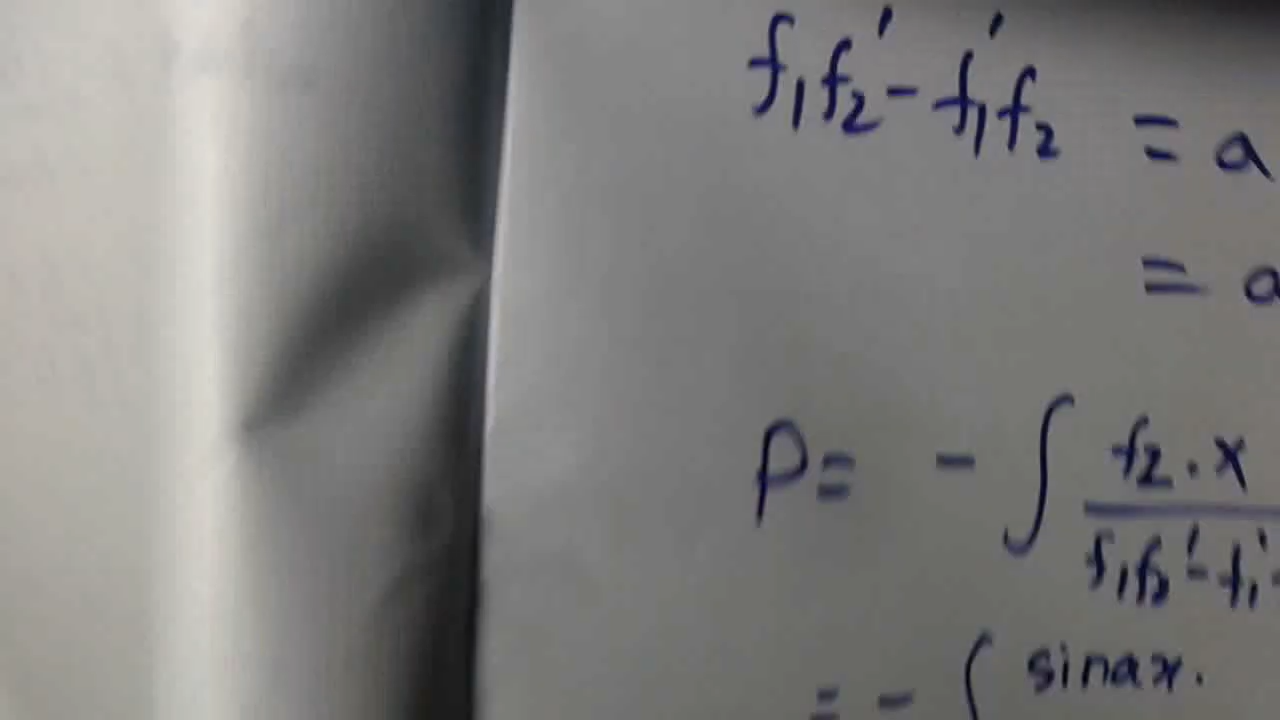 f₁f₂' - f₁'f₂ = a
= a
P = - ∫ f₂.x / f₁f₂' - f₁'
= - ∫ sinax.